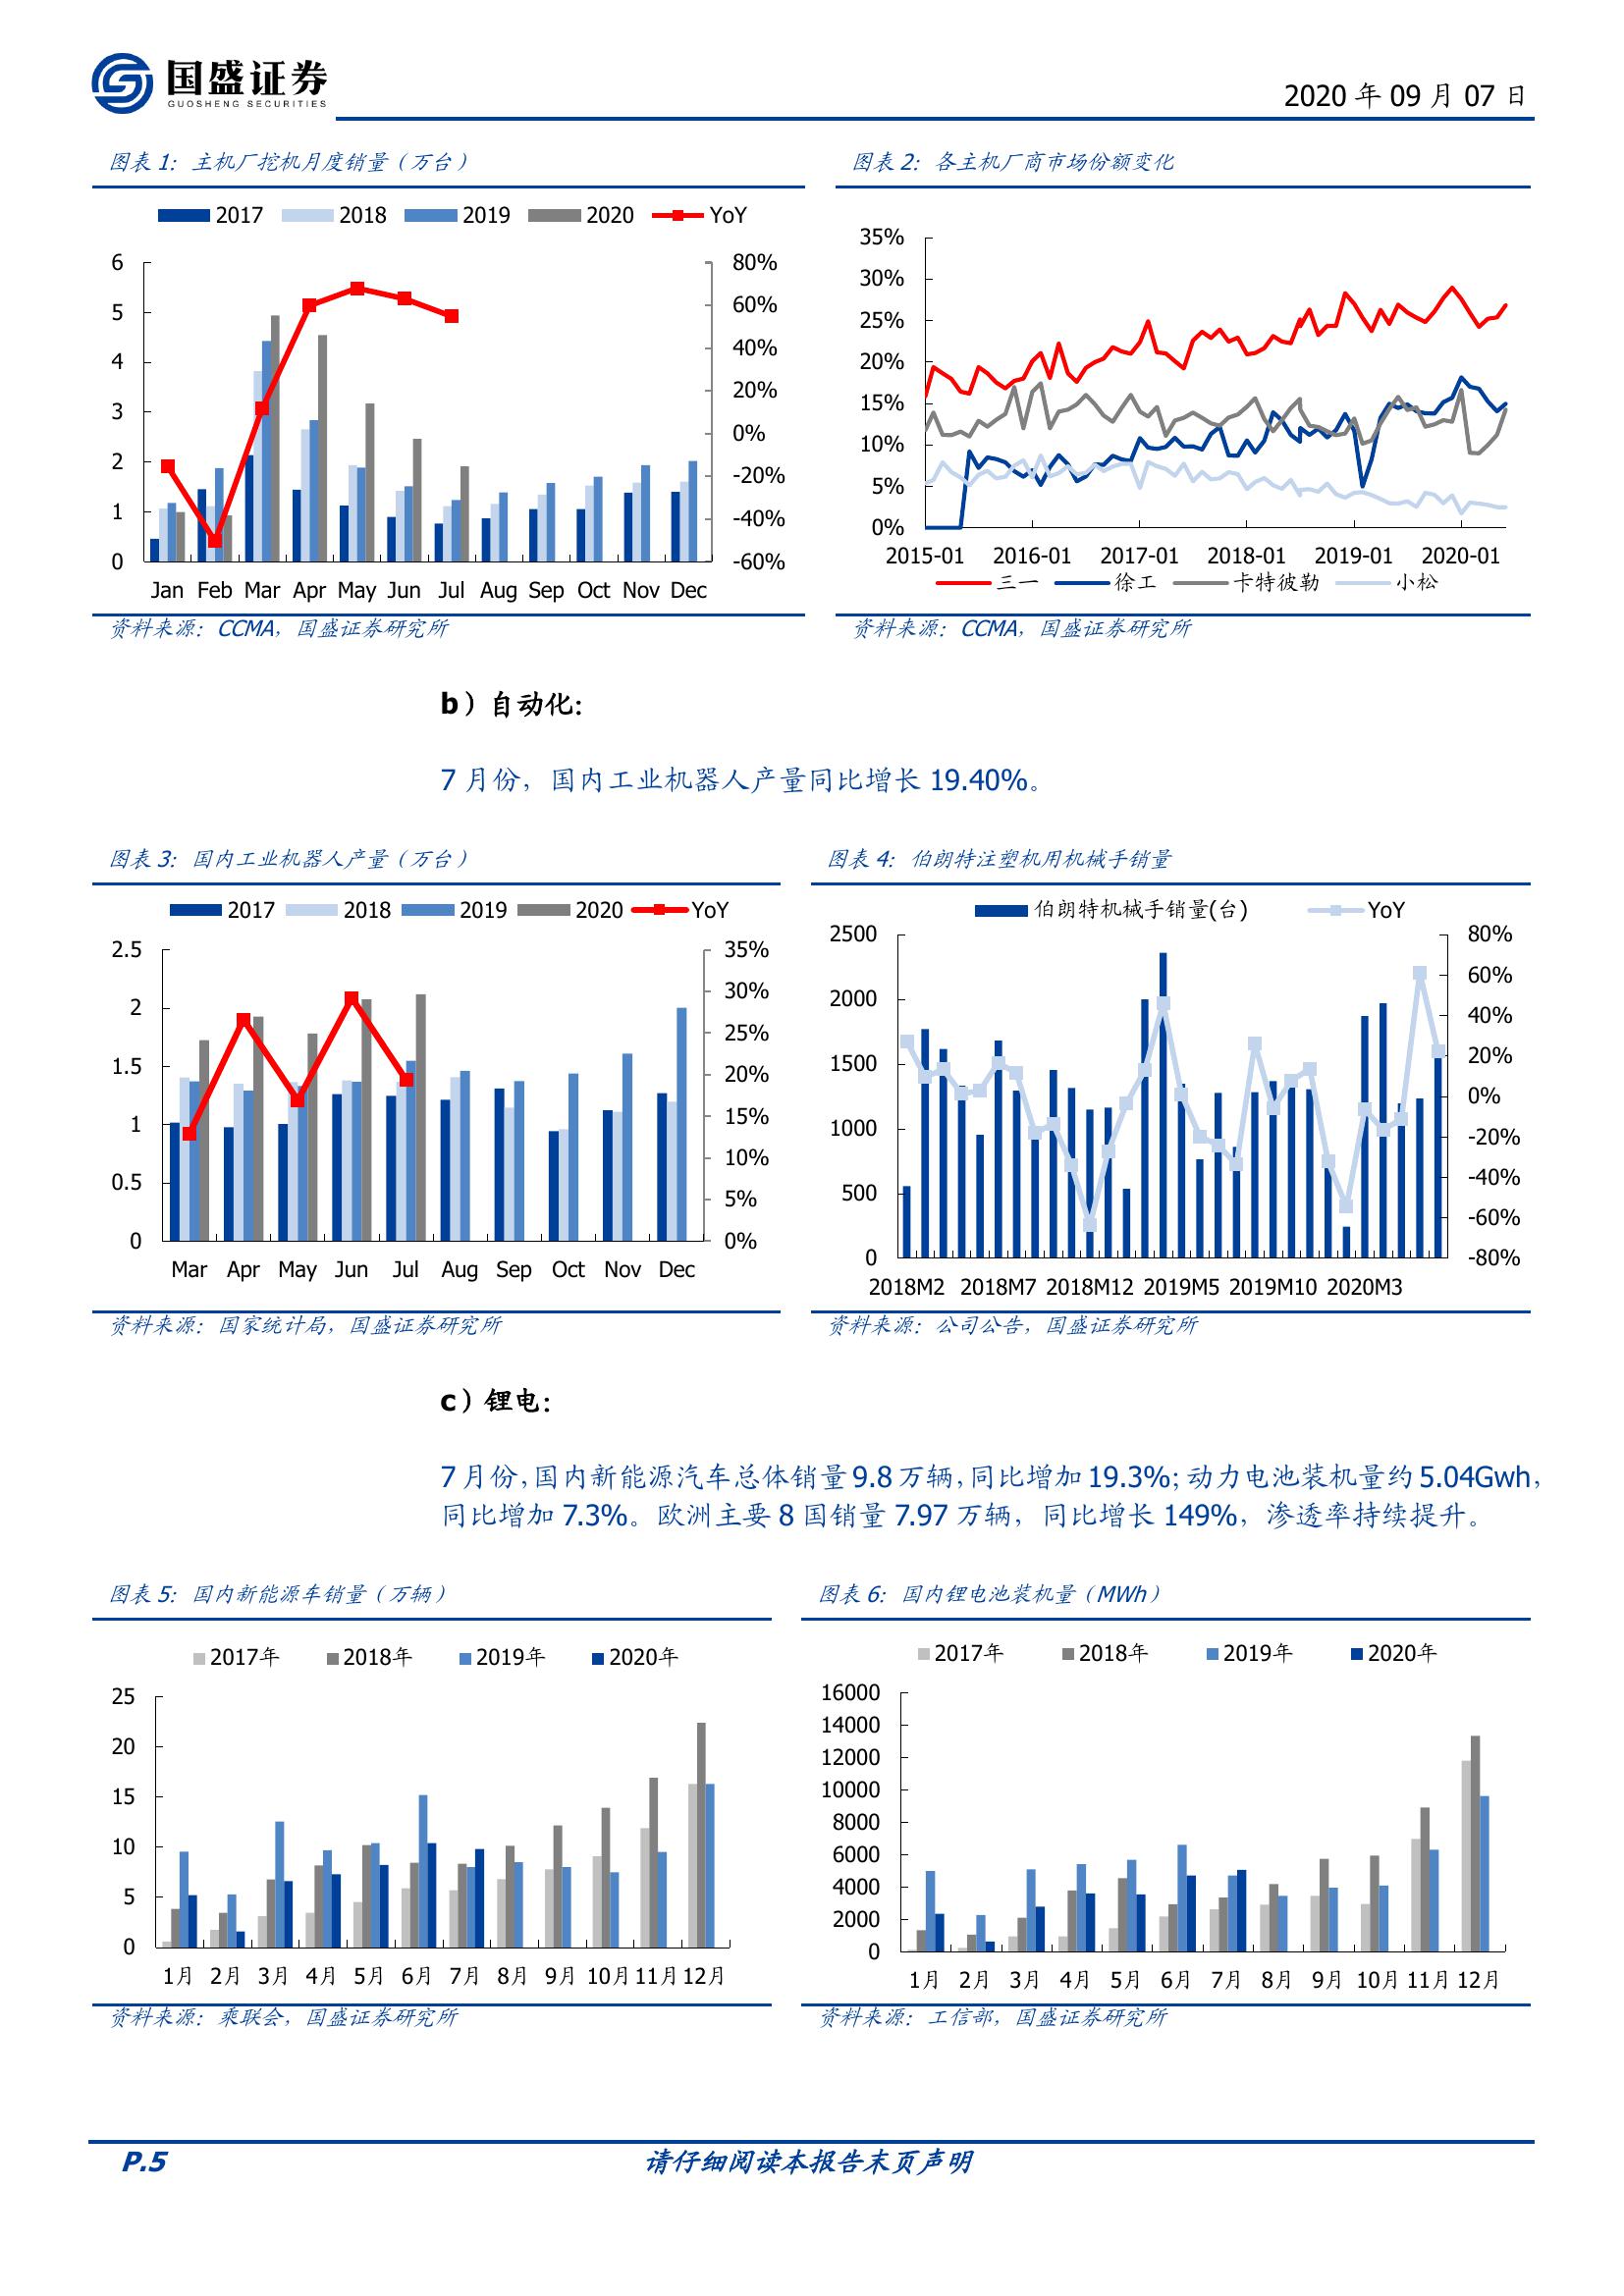 国盛证券
GUOSHENG SECURITIES
2020 年 09 月 07 日
图表 1：主机厂挖机月度销量（万台）
2017 2018 2019 2020 YoY
6
5
4
3
2
1
0
80%
60%
40%
20%
0%
-20%
-40%
-60%
Jan Feb Mar Apr May Jun Jul Aug Sep Oct Nov Dec
资料来源：CCMA，国盛证券研究所
图表 2：各主机厂商市场份额变化
35%
30%
25%
20%
15%
10%
5%
0%
2015-01 2016-01 2017-01 2018-01 2019-01 2020-01
三一 徐工 卡特彼勒 小松
资料来源：CCMA，国盛证券研究所
b）自动化：
7 月份，国内工业机器人产量同比增长 19.40%。
图表 3：国内工业机器人产量（万台）
2017 2018 2019 2020 YoY
2.5
2
1.5
1
0.5
0
35%
30%
25%
20%
15%
10%
5%
0%
Mar Apr May Jun Jul Aug Sep Oct Nov Dec
资料来源：国家统计局，国盛证券研究所
图表 4：伯朗特注塑机用机械手销量
伯朗特机械手销量(台) YoY
2500
2000
1500
1000
500
0
80%
60%
40%
20%
0%
-20%
-40%
-60%
-80%
2018M2 2018M7 2018M12 2019M5 2019M10 2020M3
资料来源：公司公告，国盛证券研究所
c）锂电：
7 月份，国内新能源汽车总体销量 9.8 万辆，同比增加 19.3%；动力电池装机量约 5.04Gwh，
同比增加 7.3%。欧洲主要 8 国销量 7.97 万辆，同比增长 149%，渗透率持续提升。
图表 5：国内新能源车销量（万辆）
2017年 2018年 2019年 2020年
25
20
15
10
5
0
1月 2月 3月 4月 5月 6月 7月 8月 9月 10月 11月 12月
资料来源：乘联会，国盛证券研究所
图表 6：国内锂电池装机量（MWh）
2017年 2018年 2019年 2020年
16000
14000
12000
10000
8000
6000
4000
2000
0
1月 2月 3月 4月 5月 6月 7月 8月 9月 10月 11月 12月
资料来源：工信部，国盛证券研究所
P.5
请仔细阅读本报告末页声明